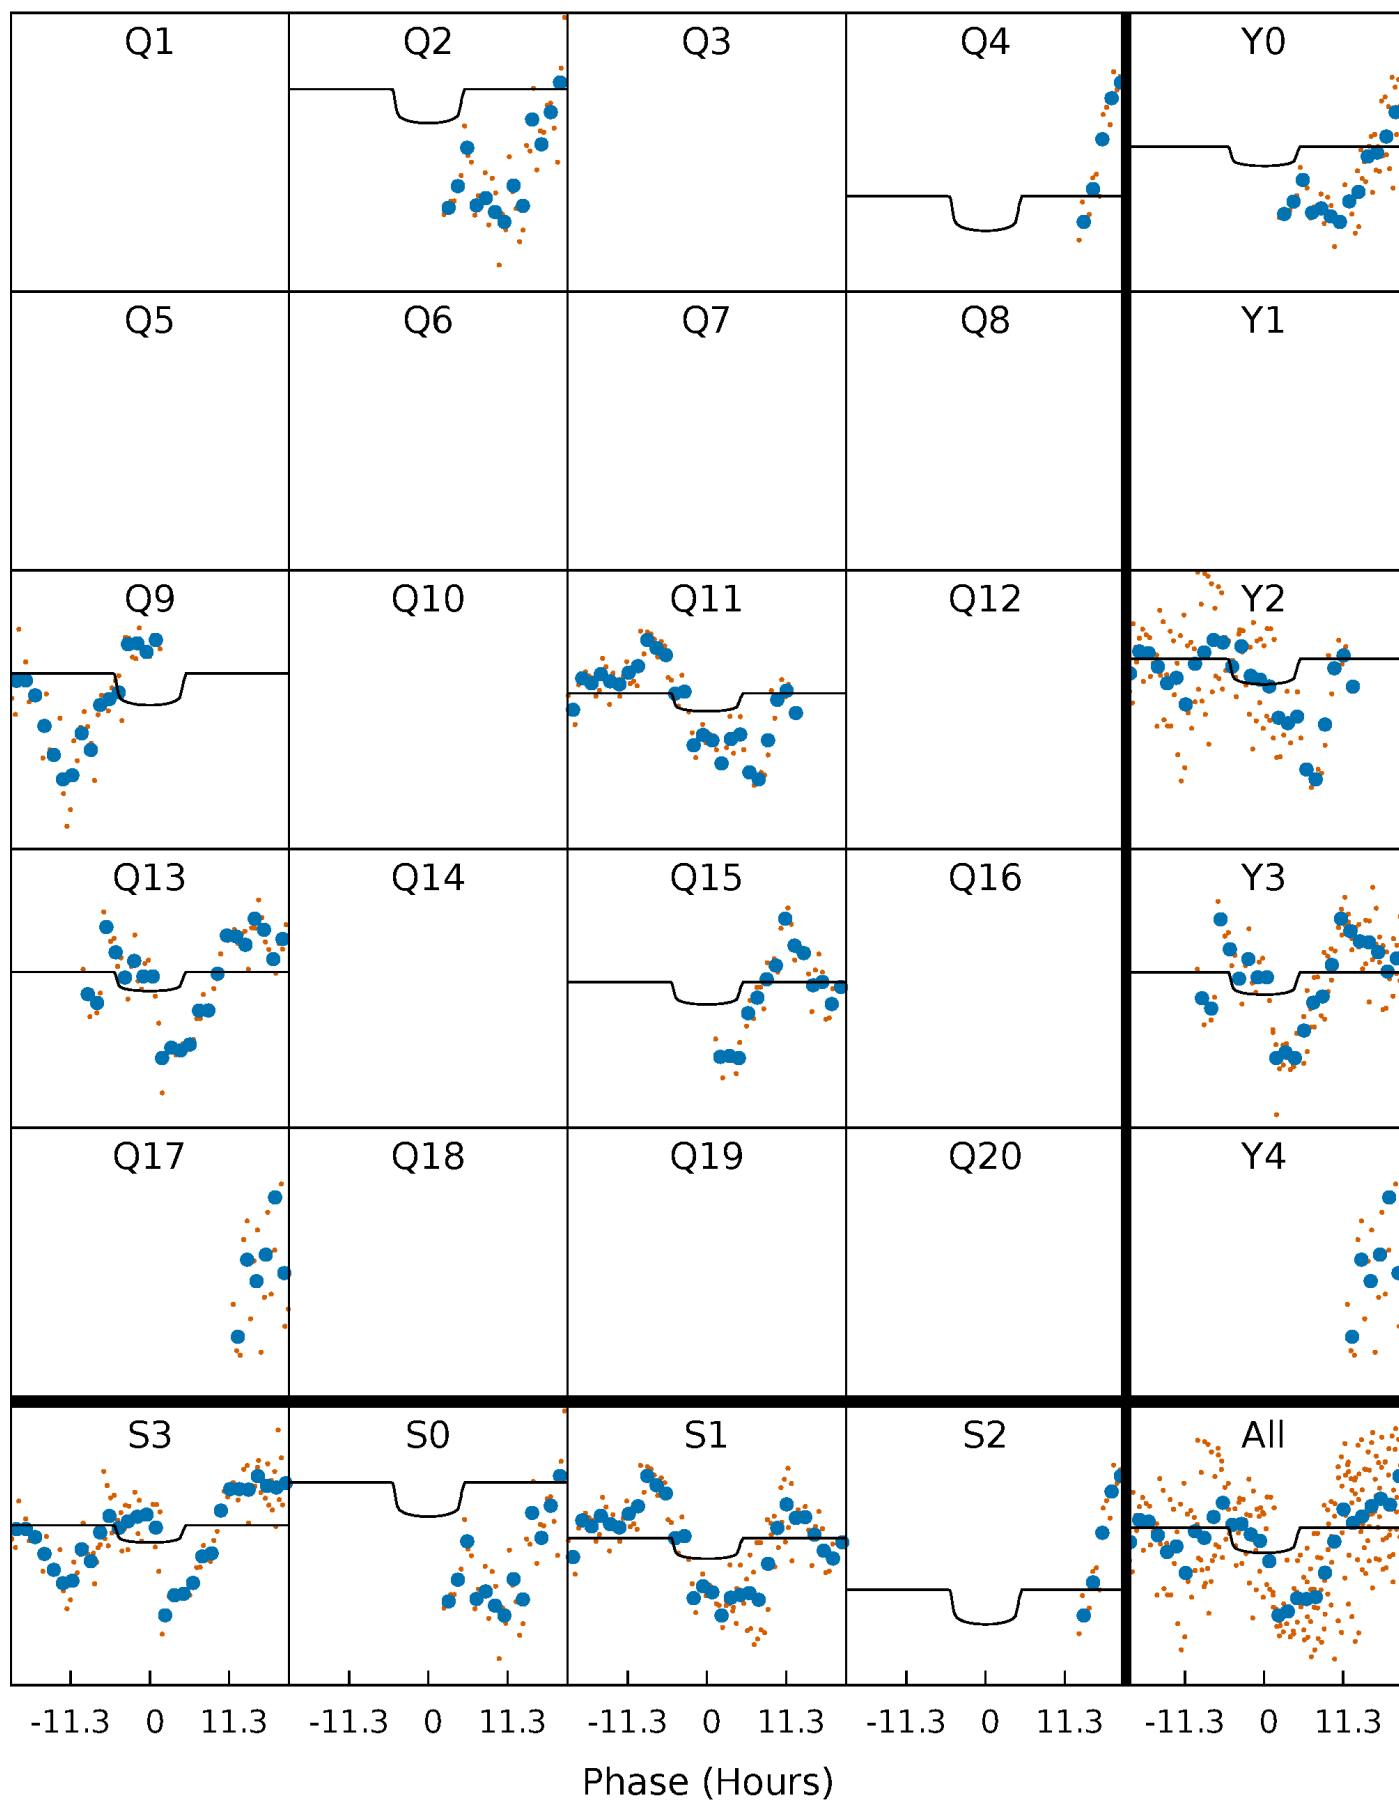 Q1 Q2 Q3 Q4 Y0
Q5 Q6 Q7 Q8 Y1
Q9 Q10 Q11 Q12 Y2
Q13 Q14 Q15 Q16 Y3
Q17 Q18 Q19 Q20 Y4
S3 S0 S1 S2 All
-11.3 0 11.3 -11.3 0 11.3 -11.3 0 11.3 -11.3 0 11.3 -11.3 0 11.3
Phase (Hours)